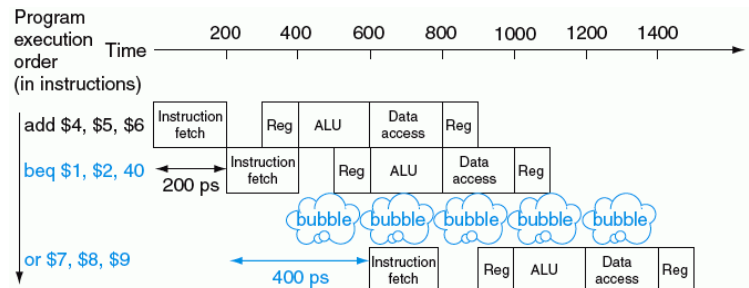 Program
execution
order
(in instructions)
Time
200 400 600 800 1000 1200 1400
add $4, $5, $6
Instruction
fetch
Reg
ALU
Data
access
Reg
beq $1, $2, 40
200 ps
Instruction
fetch
Reg
ALU
Data
access
Reg
bubble bubble bubble bubble bubble
or $7, $8, $9
400 ps
Instruction
fetch
Reg
ALU
Data
access
Reg